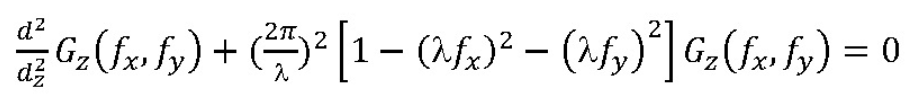 d²/d_z² G_z(f_x, f_y) + (2π/λ)² [1 − (λf_x)² − (λf_y)²] G_z(f_x, f_y) = 0